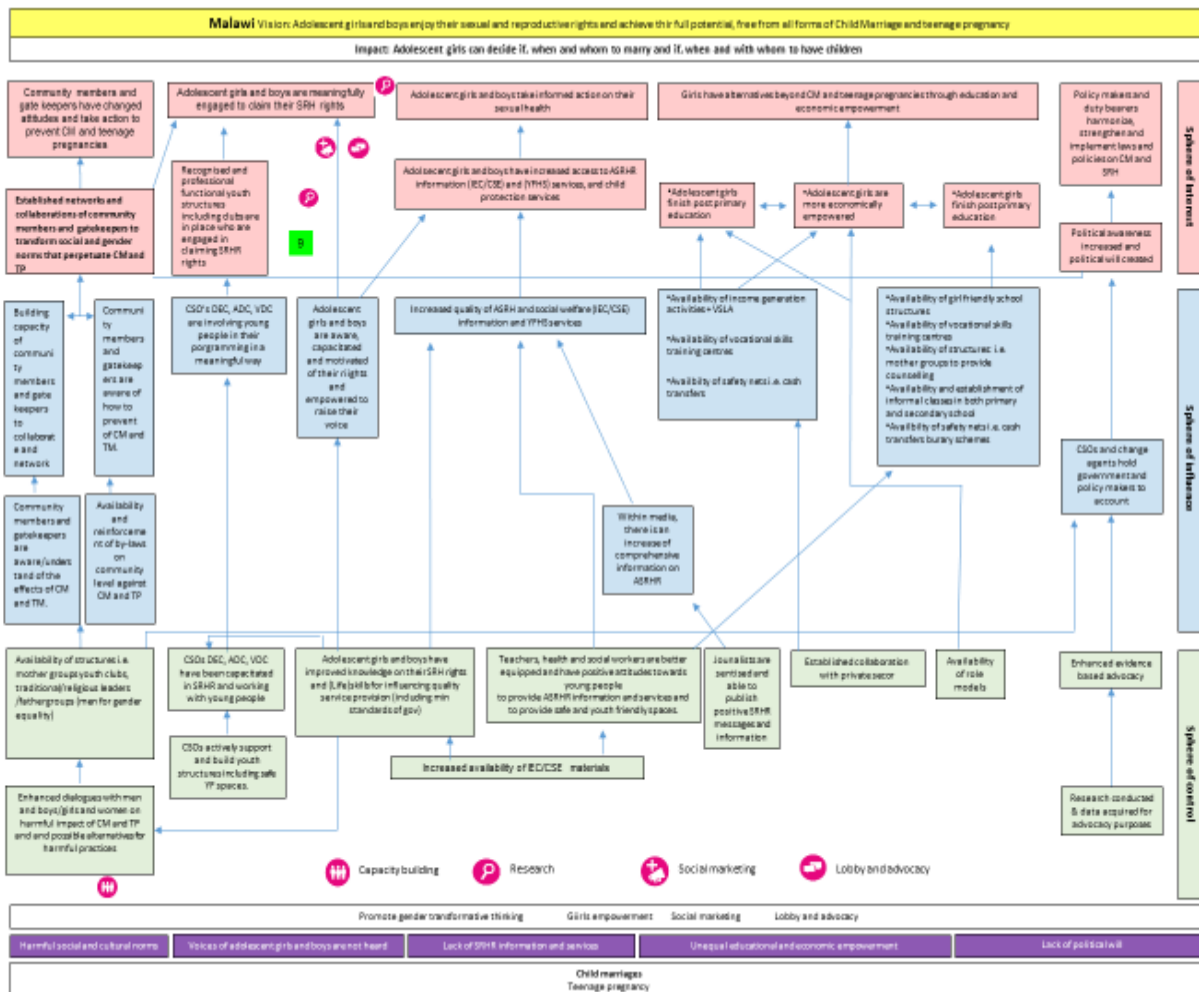 Malawi Vision: Adolescent girls and boys enjoy their sexual and reproductive rights and achieve thir full potential, free from all forms of Child Marriage and teenage pregnancy
Impact: Adolescent girls can decide if, when and whom to marry and if, when and with whom to have children
Community members and
gate keepers have changed
attitudes and take action to
prevent CM and teenage
pregnancies
Adolescent girls and boys are meaningfully
engaged to claim their SRH rights
Adolescent girls and boys take informed action on their
sexual health
Girls have alternatives beyond CM and teenage pregnancies through education and
economic empowerment
Policy makers and
duty bearers
harmonize,
strengthen and
implement laws and
policies on CM and
SRH
Sphere of Interest
Established networks and
collaborations of community
members and gatekeepers to
transform social and gender
norms that perpetuate CM and
TP
Recognised and
professional
functional youth
structures
including clubs are
in place who are
engaged in
claiming SRHR
rights
9
Adolescent girls and boys have increased access to ASRHR
information (IEC/CSE) and (YFHS) services, and child
protection services
*Adolescent girls
finish post primary
education
*Adolescent girls are
more economically
empowered
*Adolescent girls
finish post primary
education
Political awareness
increased and
political will created
Building
capacity
of
communi
ty
members
and gate
keepers
to
collaborat
e and
network
Communi
ty
members
and
gatekeep
ers are
aware of
how to
prevent
of CM and
TM.
CSO's DEC, ADC, VDC
are involving young
people in their
porgramming in a
meaningful way
Adolescent
girls and boys
are aware,
capacitated
and motivated
of their riights
and
empowered to
raise their
voice
Increased quality of ASRH and social welfare (IEC/CSE)
information and YFHS services
*Availability of income generation
activities + VSLA
*Availability of vocational skills
training centres
*Availbility of safety nets i.e. cash
transfers
*Availability of girl friendly school
structures
*Availability of vocational skills
training centres
*Availability of structures i.e.
mother groups to provide
counselling
*Availability and establishment of
informal classes in both primary
and secondary school
*Availbility of safety nets i.e. cash
transfers burary schemes
CSOs and change
agents hold
government and
policy makers to
account
Sphere of Influence
Community
members and
gatekeepers
are
aware/unders
tand of the
effects of CM
and TM.
Availability
and
reinforceme
nt of by-laws
on
community
level against
CM and TP
Within media,
there is an
increase of
comprehensive
information on
ASRHR
Availability of structures i.e.
mother groups youth clubs,
traditional/religious leaders
/fathergroups (men for gender
equality)
CSOs DEC, ADC, VDC
have been capacitated
in SRHR and working
with young people
Adolescent girls and boys have
improved knowledge on their SRH rights
and (Life)skills for influencing quality
service provision (including min
standards of gov)
Teachers, health and social workers are better
equipped and have positive attitudes towards
young people
to provide ASRHR information and services and
to provide safe and youth friendly spaces.
Journalists are
sentised and
able to
publish
positive SRHR
messages and
information
Established collaboration
with private secor
Availability
of role
models
Enhanced evidence
based advocacy
Sphere of control
CSOs actively support
and build youth
structures including safe
YP spaces.
Increased availability of IEC/CSE materials
Enhanced dialogues with men
and boys/girls and women on
harmful impact of CM and TP
and and possible alternatives for
harmful practices
Research conducted
& data acquired for
advocacy purposes
Capacity building
Research
Social marketing
Lobby and advocacy
Promote gender transformative thinking Giirls empowerment Social marketing Lobby and advocacy
Harmful social and cultural norms
Voices of adolescent girls and boys are not heard
Lack of SRHR information and services
Unequal educational and economic empowerment
Lack of political will
Child marriages
Teenage pregnancy